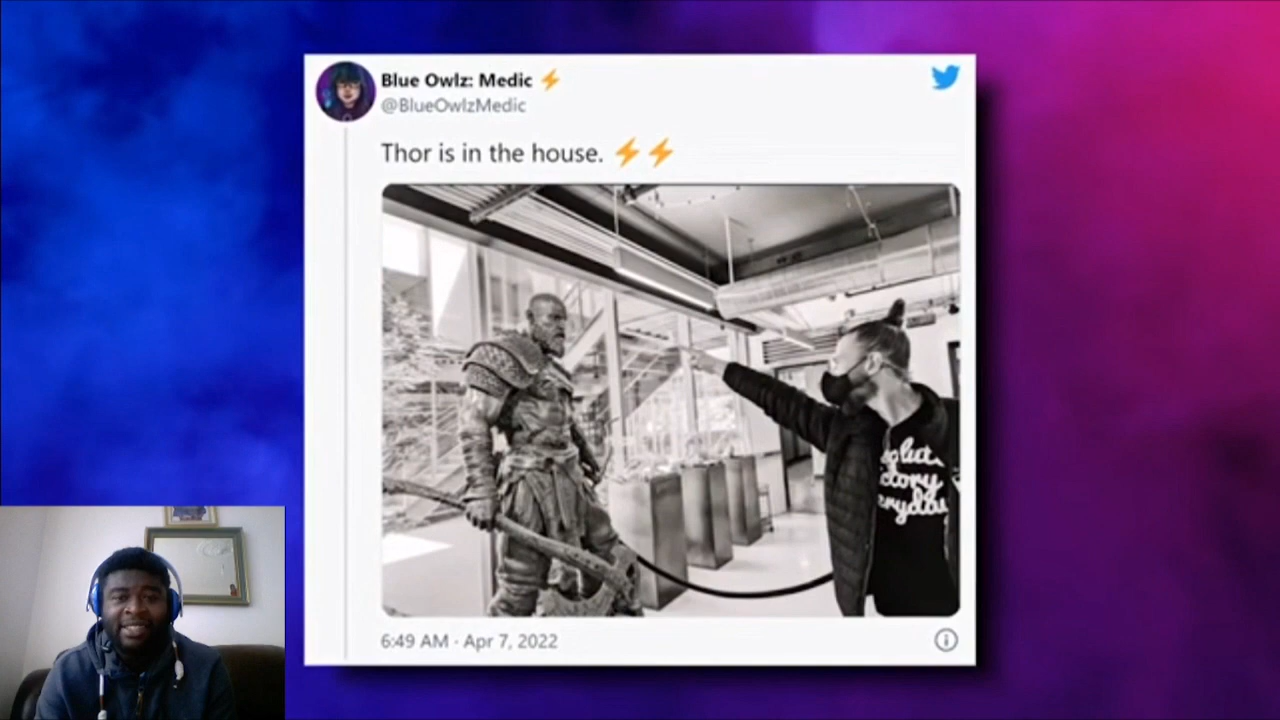 Blue Owlz: Medic ⚡
@BlueOwlzMedic
Thor is in the house. ⚡⚡
6:49 AM · Apr 7, 2022